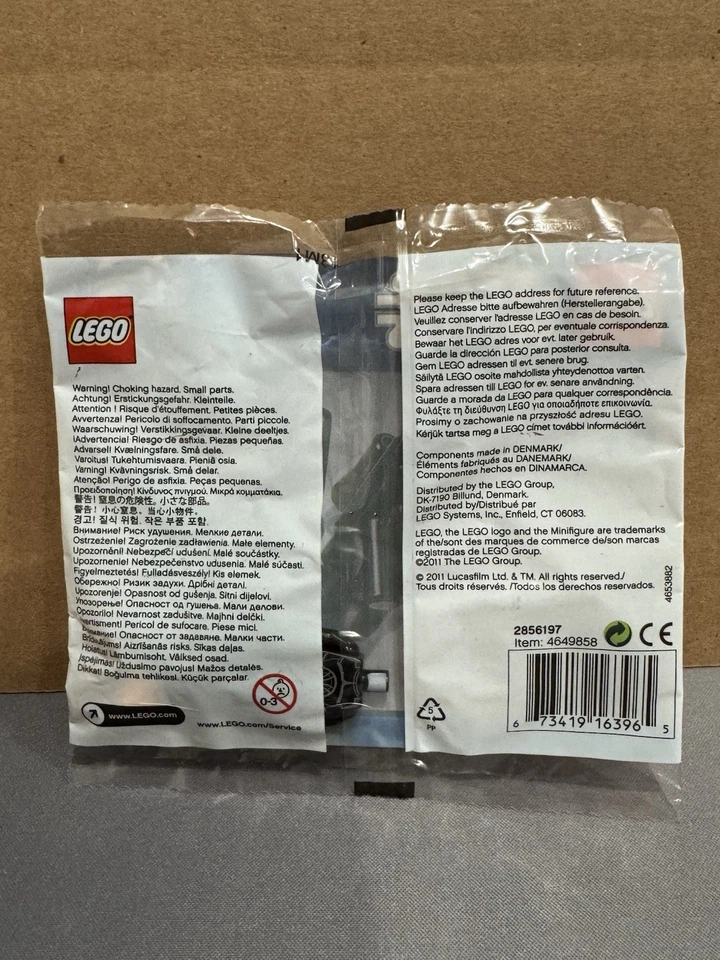 LEGO
Warning! Choking hazard. Small parts.
Achtung! Erstickungsgefahr. Kleinteile.
Attention ! Risque d'étouffement. Petites pièces.
Avvertenza! Pericolo di soffocamento. Parti piccole.
Waarschuwing! Verstikkingsgevaar. Kleine deeltjes.
¡Advertencia! Riesgo de asfixia. Piezas pequeñas.
Advarsel! Kvælningsfare. Små dele.
Varoitus! Tukehtumisvaara. Pieniä osia.
Varning! Kvävningsrisk. Små delar.
Atenção! Perigo de asfixia. Peças pequenas.
Προειδοποίηση! Κίνδυνος πνιγμού. Μικρά κομματάκια.
警告! 窒息の危険性。小さな部品。
警告! 小心窒息。当心小物件。
경고! 질식 위험. 작은 부품 포함.
Внимание! Риск удушения. Мелкие детали.
Ostrzeżenie! Zagrożenie zadławienia. Małe elementy.
Upozornění! Nebezpečí udušení. Malé součástky.
Upozornenie! Nebezpečenstvo udusenia. Malé súčasti.
Figyelmeztetés! Fulladásveszély! Kis elemek.
Обережно! Ризик задухи. Дрібні деталі.
Upozorenje! Opasnost od gušenja. Sitni dijelovi.
Упозорење! Опасност од гушења. Мали делови.
Opozorilo! Nevarnost zadušitve. Majhni delčki.
Avertisment! Pericol de sufocare. Piese mici.
Внимание! Опасност от задавяне. Малки части.
Brīdinājums! Aizrīšanās risks. Sīkas daļas.
Hoiatus! Lämbumisoht. Väiksed osad.
Įspėjimas! Uždusimo pavojus! Mažos detalės.
Dikkat! Boğulma tehlikesi. Küçük parçalar.
0-3
www.LEGO.com
www.LEGO.com/service
Please keep the LEGO address for future reference.
LEGO Adresse bitte aufbewahren (Herstellerangabe).
Veuillez conserver l'adresse LEGO en cas de besoin.
Conservare l'indirizzo LEGO, per eventuale corrispondenza.
Bewaar het LEGO adres voor evt. later gebruik.
Guarde la dirección LEGO para posterior consulta.
Gem LEGO adressen til evt. senere brug.
Säilytä LEGO osoite mahdollista yhteydenottoa varten.
Spara adressen till LEGO for ev. senare användning.
Guarde a morada da LEGO para qualquer correspondência.
Φυλάξτε τη διεύθυνση LEGO για οποιαδήποτε επικοινωνία.
Prosimy o zachowanie na przyszłość adresu LEGO.
Kérjük tartsa meg a LEGO címet további információért.
Components made in DENMARK/
Éléments fabriqués au DANEMARK/
Componentes hechos en DINAMARCA.
Distributed by the LEGO Group,
DK-7190 Billund, Denmark.
Distributed by/Distribué par
LEGO Systems, Inc., Enfield, CT 06083.
LEGO, the LEGO logo and the Minifigure are trademarks
of the/sont des marques de commerce de/son marcas
registradas de LEGO Group.
©2011 The LEGO Group.
© 2011 Lucasfilm Ltd. & TM. All rights reserved./
Tous droits réservés. /Todos los derechos reservados.
4653882
2856197
Item: 4649858
CE
5
PP
6 73419 16396 5